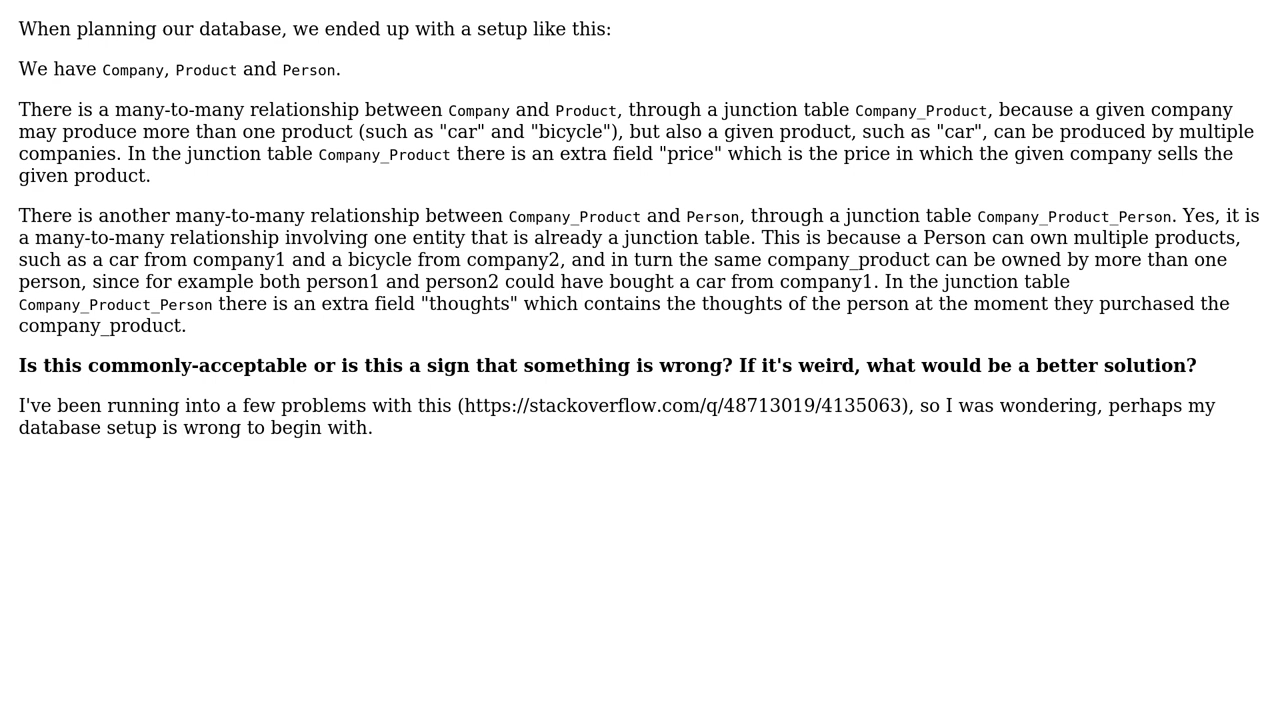 When planning our database, we ended up with a setup like this:
We have Company, Product and Person.
There is a many-to-many relationship between Company and Product, through a junction table Company_Product, because a given company
may produce more than one product (such as "car" and "bicycle"), but also a given product, such as "car", can be produced by multiple
companies. In the junction table Company_Product there is an extra field "price" which is the price in which the given company sells the
given product.
There is another many-to-many relationship between Company_Product and Person, through a junction table Company_Product_Person. Yes, it is
a many-to-many relationship involving one entity that is already a junction table. This is because a Person can own multiple products,
such as a car from company1 and a bicycle from company2, and in turn the same company_product can be owned by more than one
person, since for example both person1 and person2 could have bought a car from company1. In the junction table
Company_Product_Person there is an extra field "thoughts" which contains the thoughts of the person at the moment they purchased the
company_product.
Is this commonly-acceptable or is this a sign that something is wrong? If it's weird, what would be a better solution?
I've been running into a few problems with this (https://stackoverflow.com/q/48713019/4135063), so I was wondering, perhaps my
database setup is wrong to begin with.